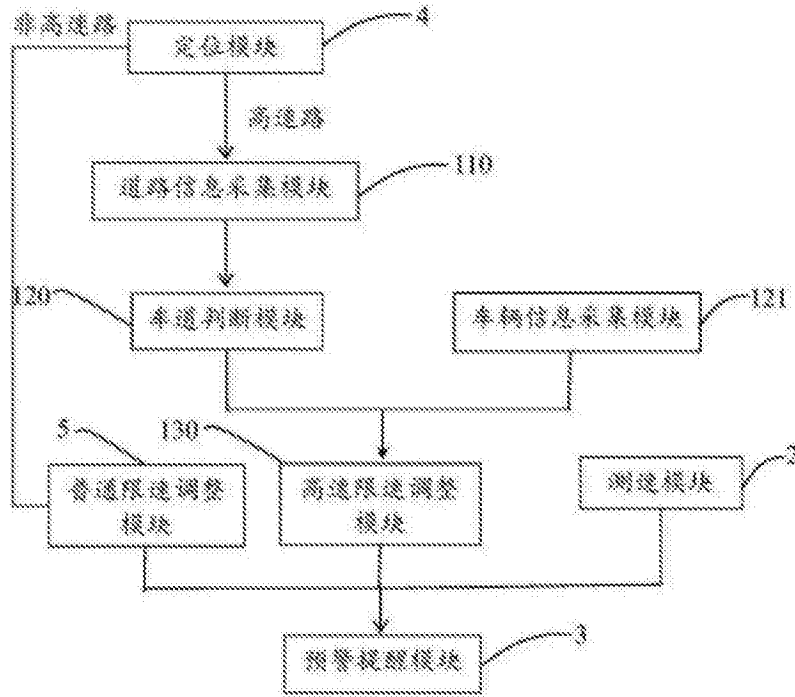 非高速路
定位模块
4
高速路
道路信息采集模块
110
120
车道判断模块
车辆信息采集模块
121
5
普通限速调整
模块
130
高速限速调整
模块
测速模块
2
预警提醒模块
3